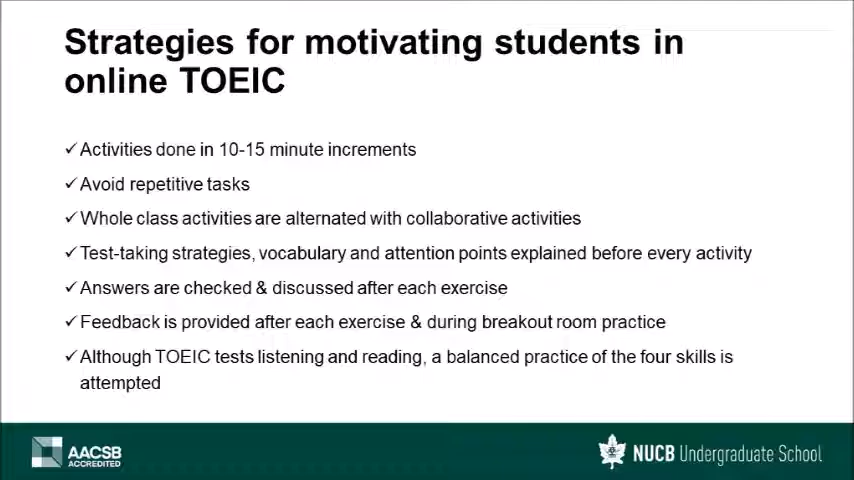 Strategies for motivating students in
online TOEIC
✓Activities done in 10-15 minute increments
✓Avoid repetitive tasks
✓Whole class activities are alternated with collaborative activities
✓Test-taking strategies, vocabulary and attention points explained before every activity
✓Answers are checked & discussed after each exercise
✓Feedback is provided after each exercise & during breakout room practice
✓Although TOEIC tests listening and reading, a balanced practice of the four skills is
attempted
AACSB
ACCREDITED
NUCB Undergraduate School